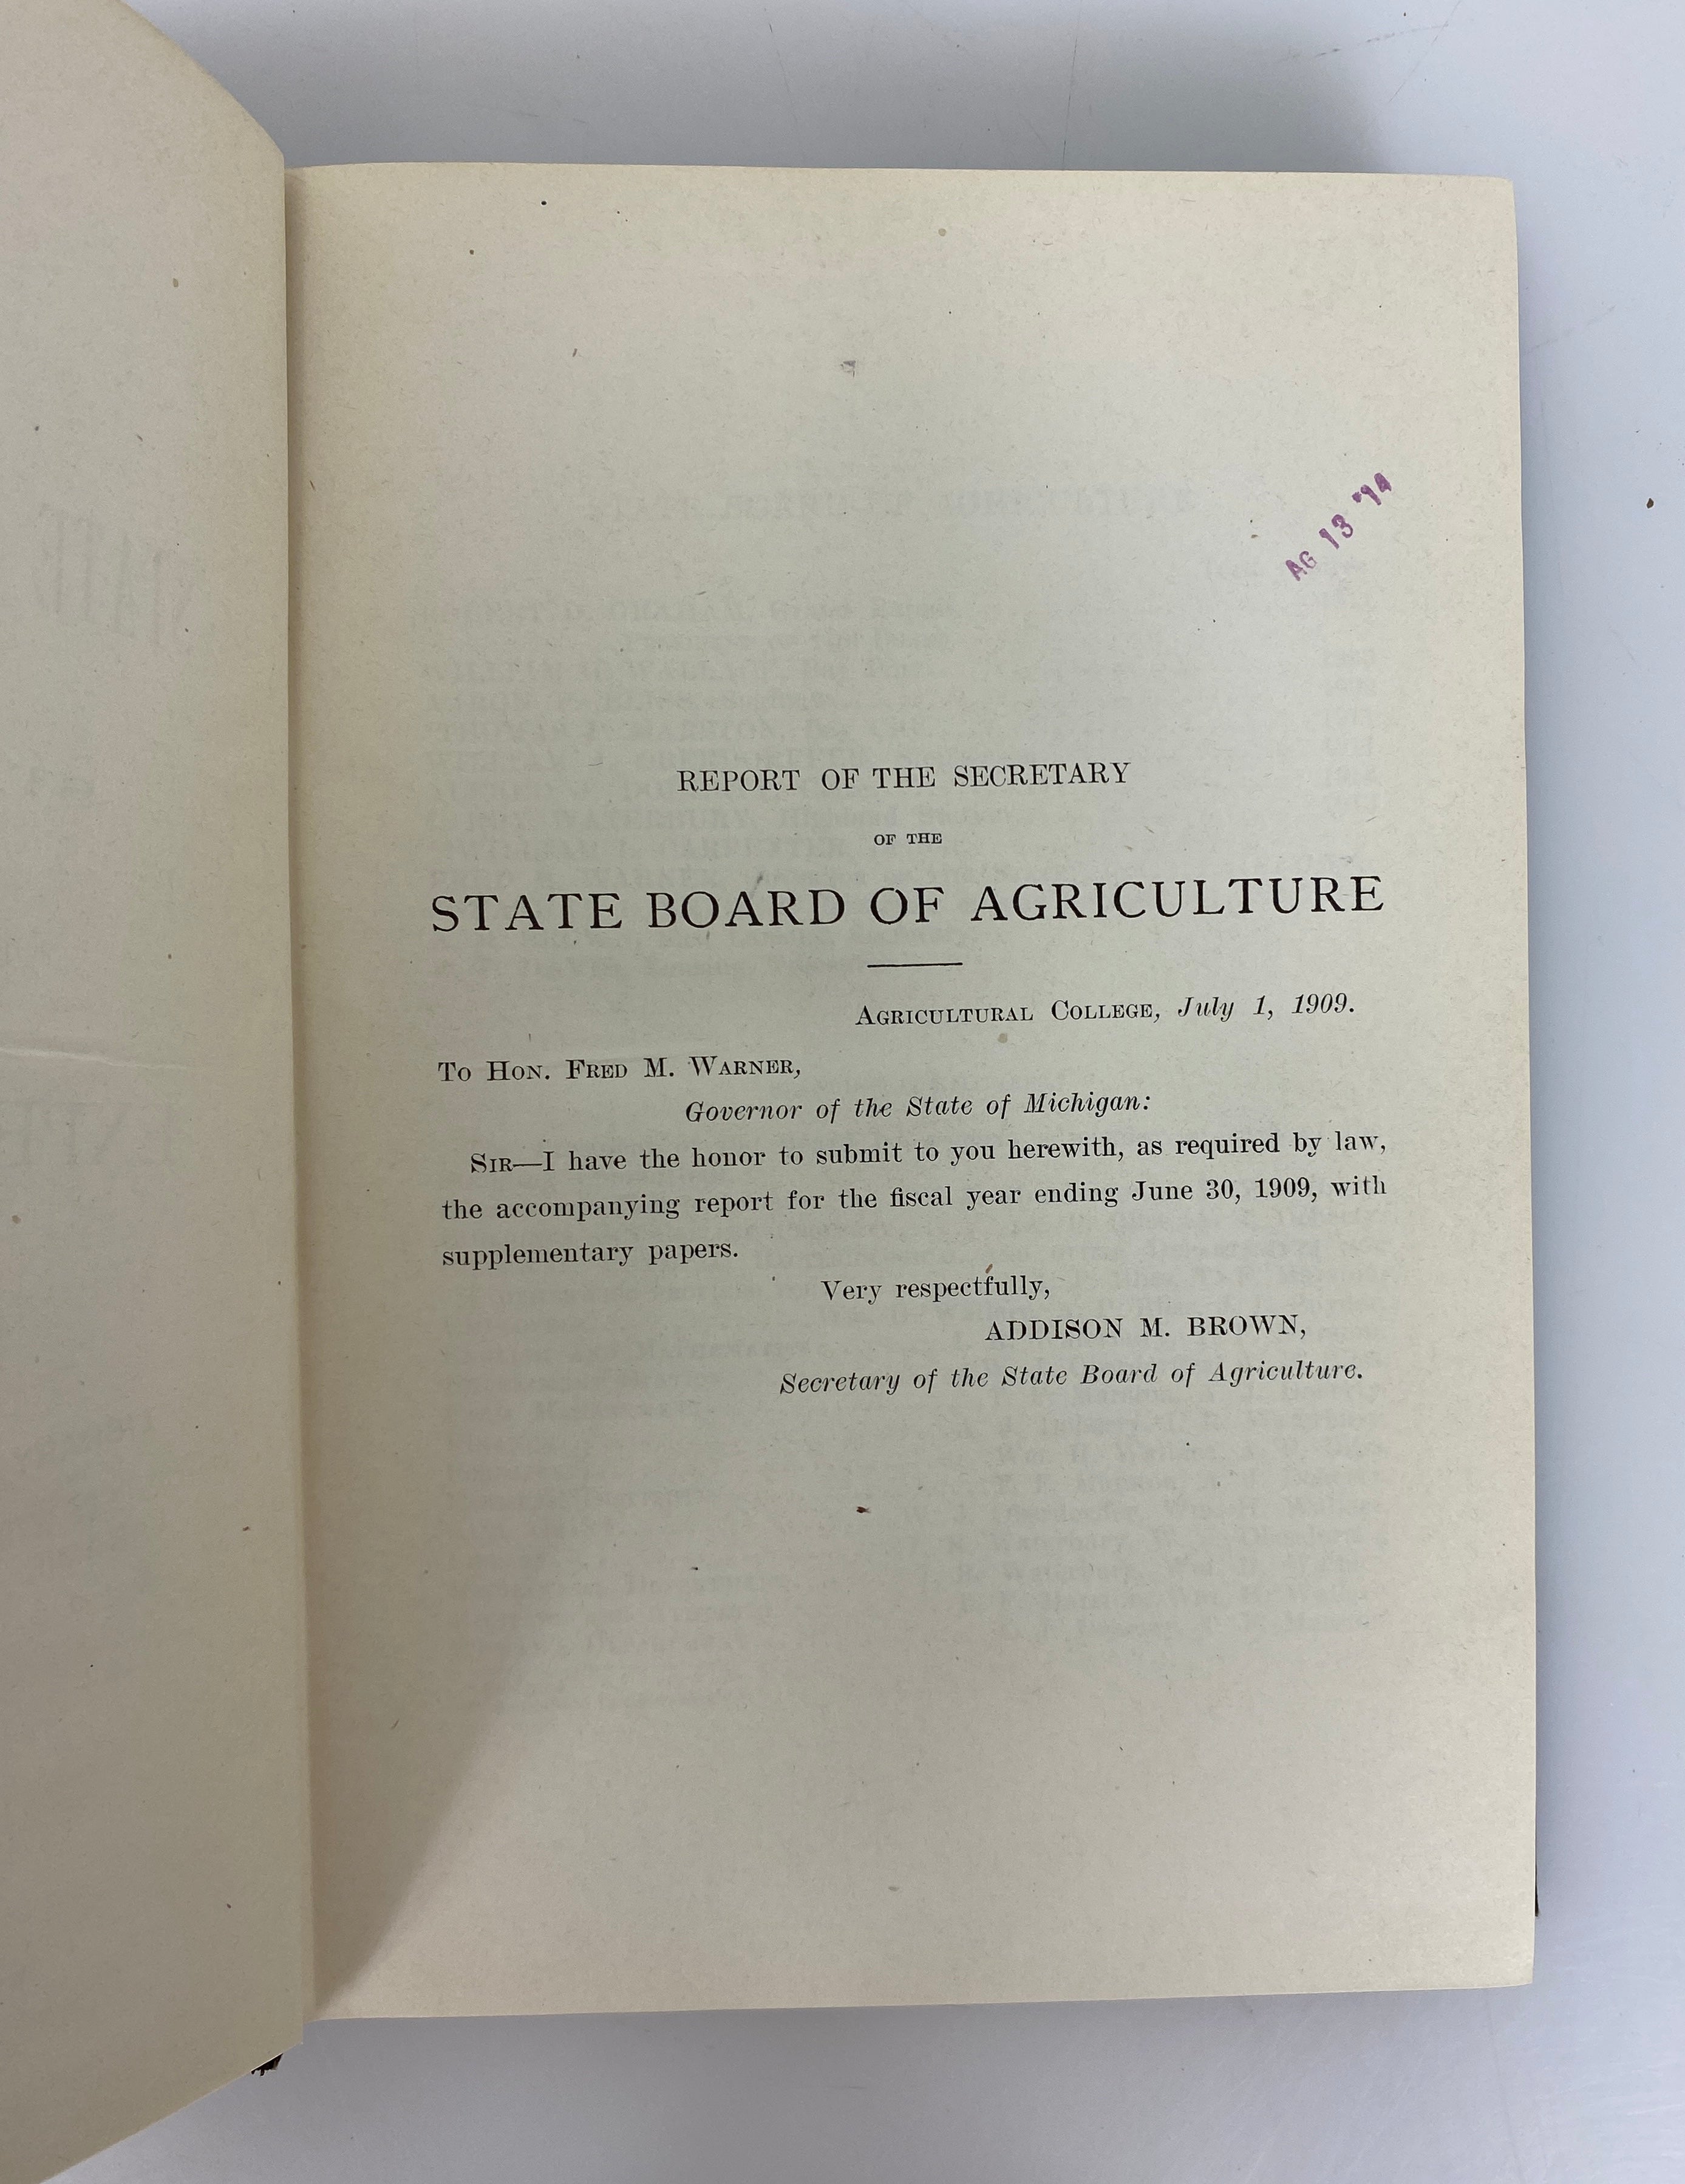 AG 13 '14
REPORT OF THE SECRETARY
OF THE
STATE BOARD OF AGRICULTURE
AGRICULTURAL COLLEGE, July 1, 1909.
TO HON. FRED M. WARNER,
Governor of the State of Michigan:
SIR—I have the honor to submit to you herewith, as required by law,
the accompanying report for the fiscal year ending June 30, 1909, with
supplementary papers.
Very respectfully,
ADDISON M. BROWN,
Secretary of the State Board of Agriculture.